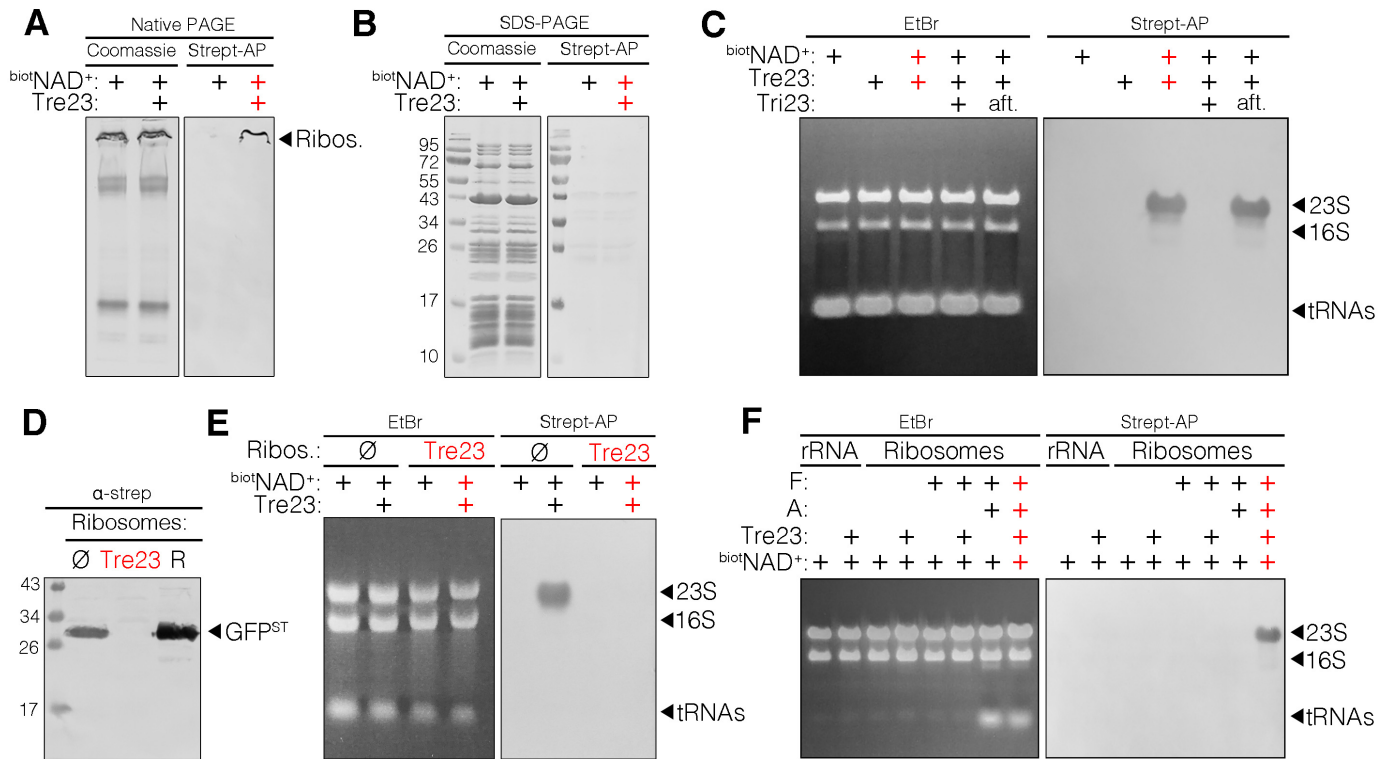 A
Native PAGE
Coomassie Strept-AP
biotNAD⁺: + + + +
Tre23: + +
◄Ribos.
B
SDS-PAGE
Coomassie Strept-AP
biotNAD⁺: + + + +
Tre23: + +
95
72
55
43
34
26
17
10
C
EtBr Strept-AP
biotNAD⁺: + + + + + + + +
Tre23: + + + + + + + +
Tri23: + aft. + aft.
◄23S
◄16S
◄tRNAs
D
α-strep
Ribosomes:
Ø Tre23 R
43
34
26
17
◄GFPˢᵀ
E
EtBr Strept-AP
Ribos.: Ø Tre23 Ø Tre23
biotNAD⁺: + + + + + + + +
Tre23: + + + +
◄23S
◄16S
◄tRNAs
F
EtBr Strept-AP
rRNA Ribosomes rRNA Ribosomes
F: + + + + + + + +
A: + + + +
Tre23: + + + + + + + +
biotNAD⁺: + + + + + + + + + + + + + + + +
◄23S
◄16S
◄tRNAs